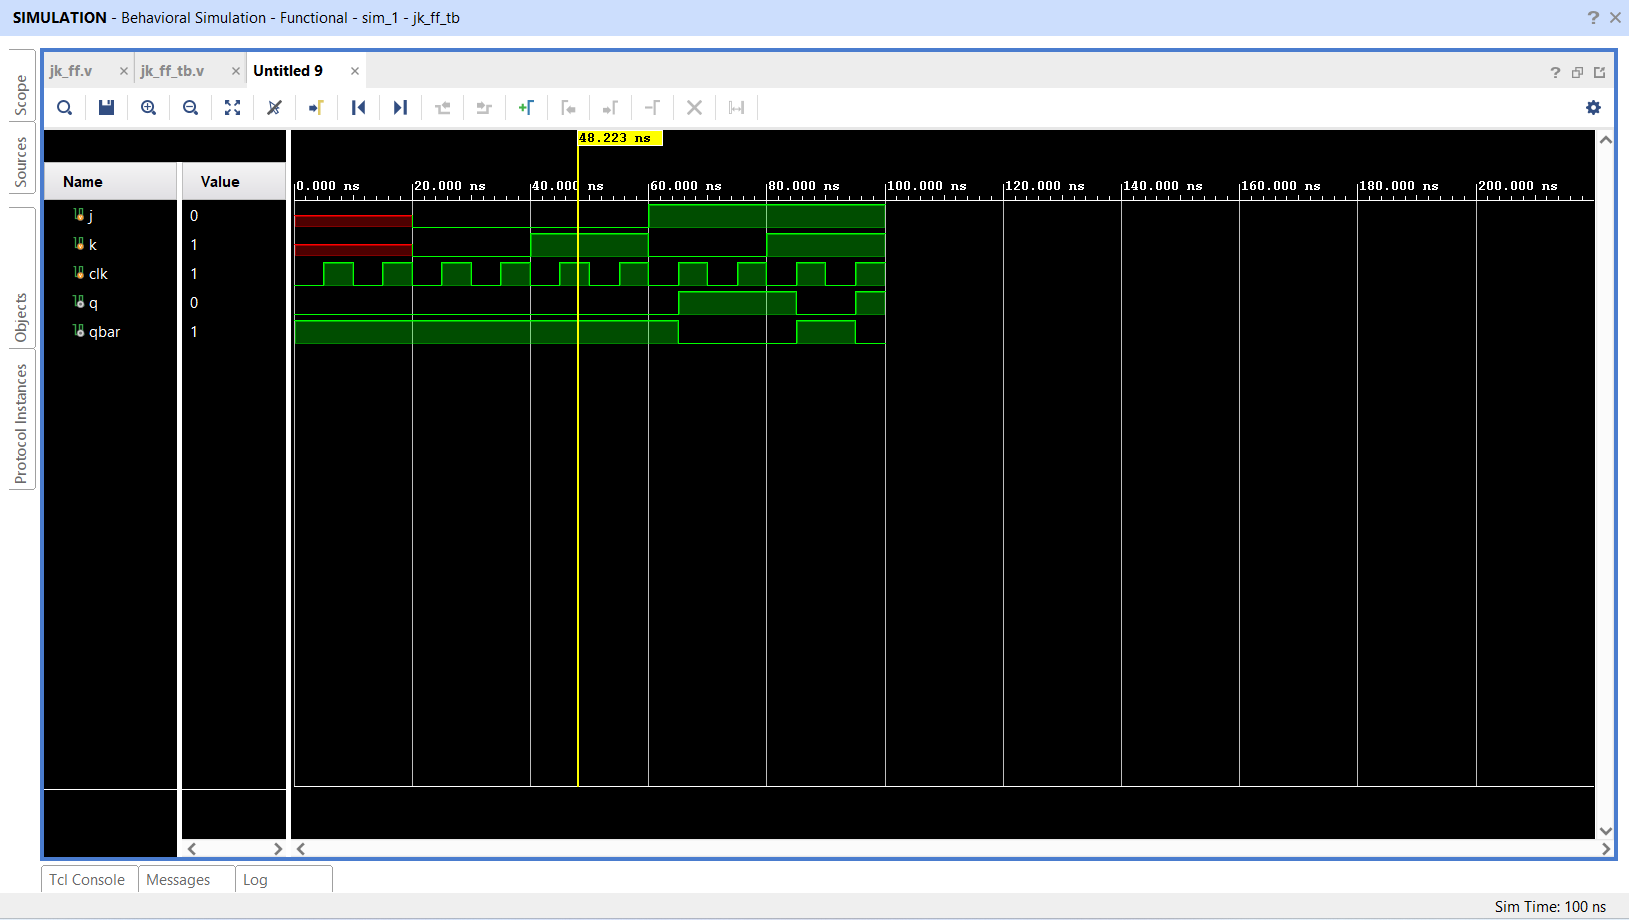 SIMULATION - Behavioral Simulation - Functional - sim_1 - jk_ff_tb
Scope
Sources
Objects
Protocol Instances
jk_ff.v
jk_ff_tb.v
Untitled 9
48.223 ns
Name
Value
0.000 ns
20.000 ns
40.000 ns
60.000 ns
80.000 ns
100.000 ns
120.000 ns
140.000 ns
160.000 ns
180.000 ns
200.000 ns
j 0
k 1
clk 1
q 0
qbar 1
Tcl Console
Messages
Log
Sim Time: 100 ns